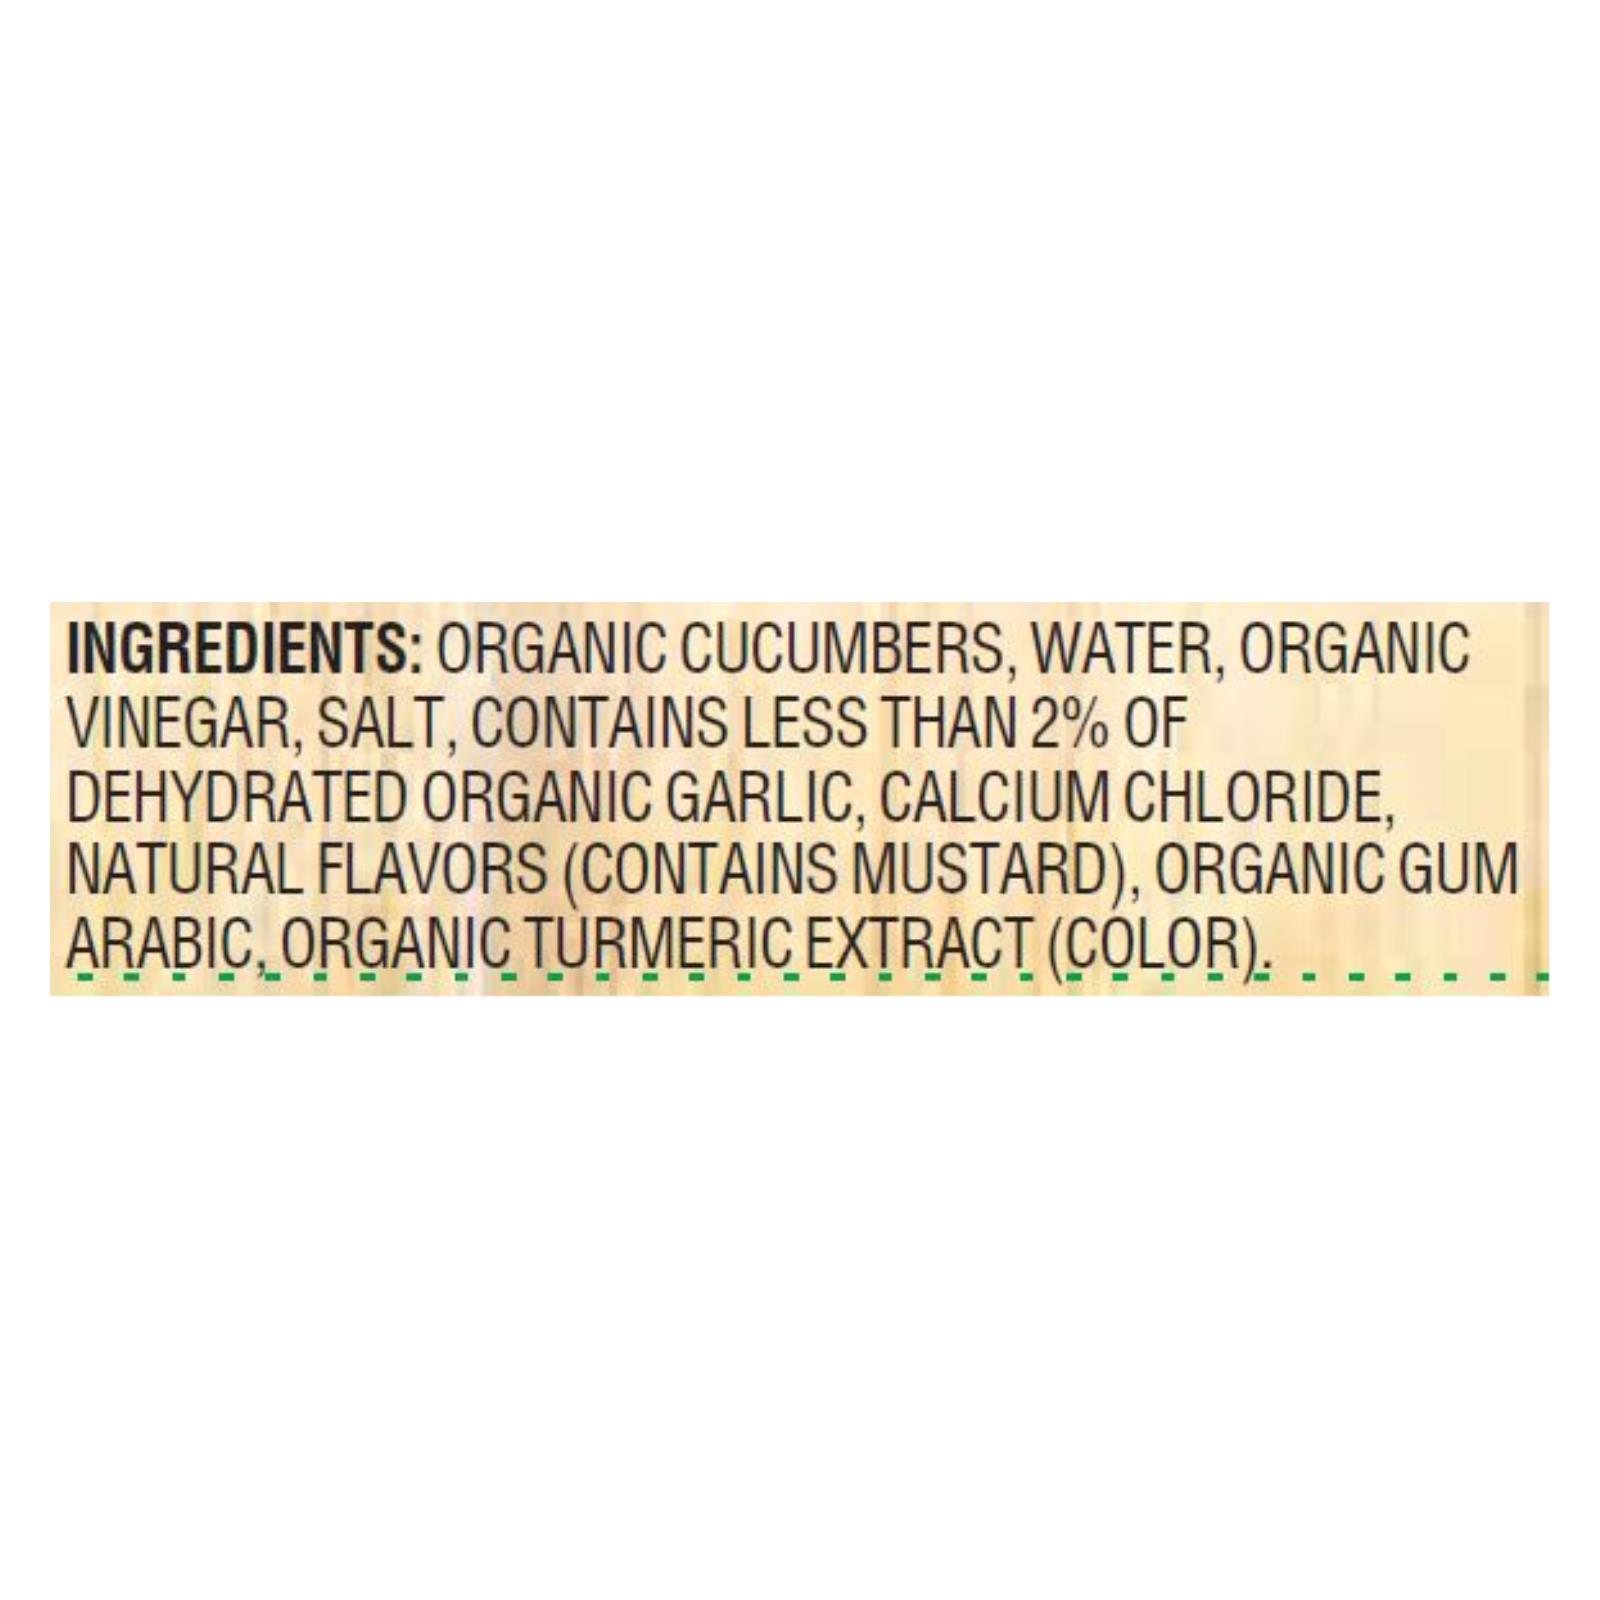 INGREDIENTS: ORGANIC CUCUMBERS, WATER, ORGANIC
VINEGAR, SALT, CONTAINS LESS THAN 2% OF
DEHYDRATED ORGANIC GARLIC, CALCIUM CHLORIDE,
NATURAL FLAVORS (CONTAINS MUSTARD), ORGANIC GUM
ARABIC, ORGANIC TURMERIC EXTRACT (COLOR).